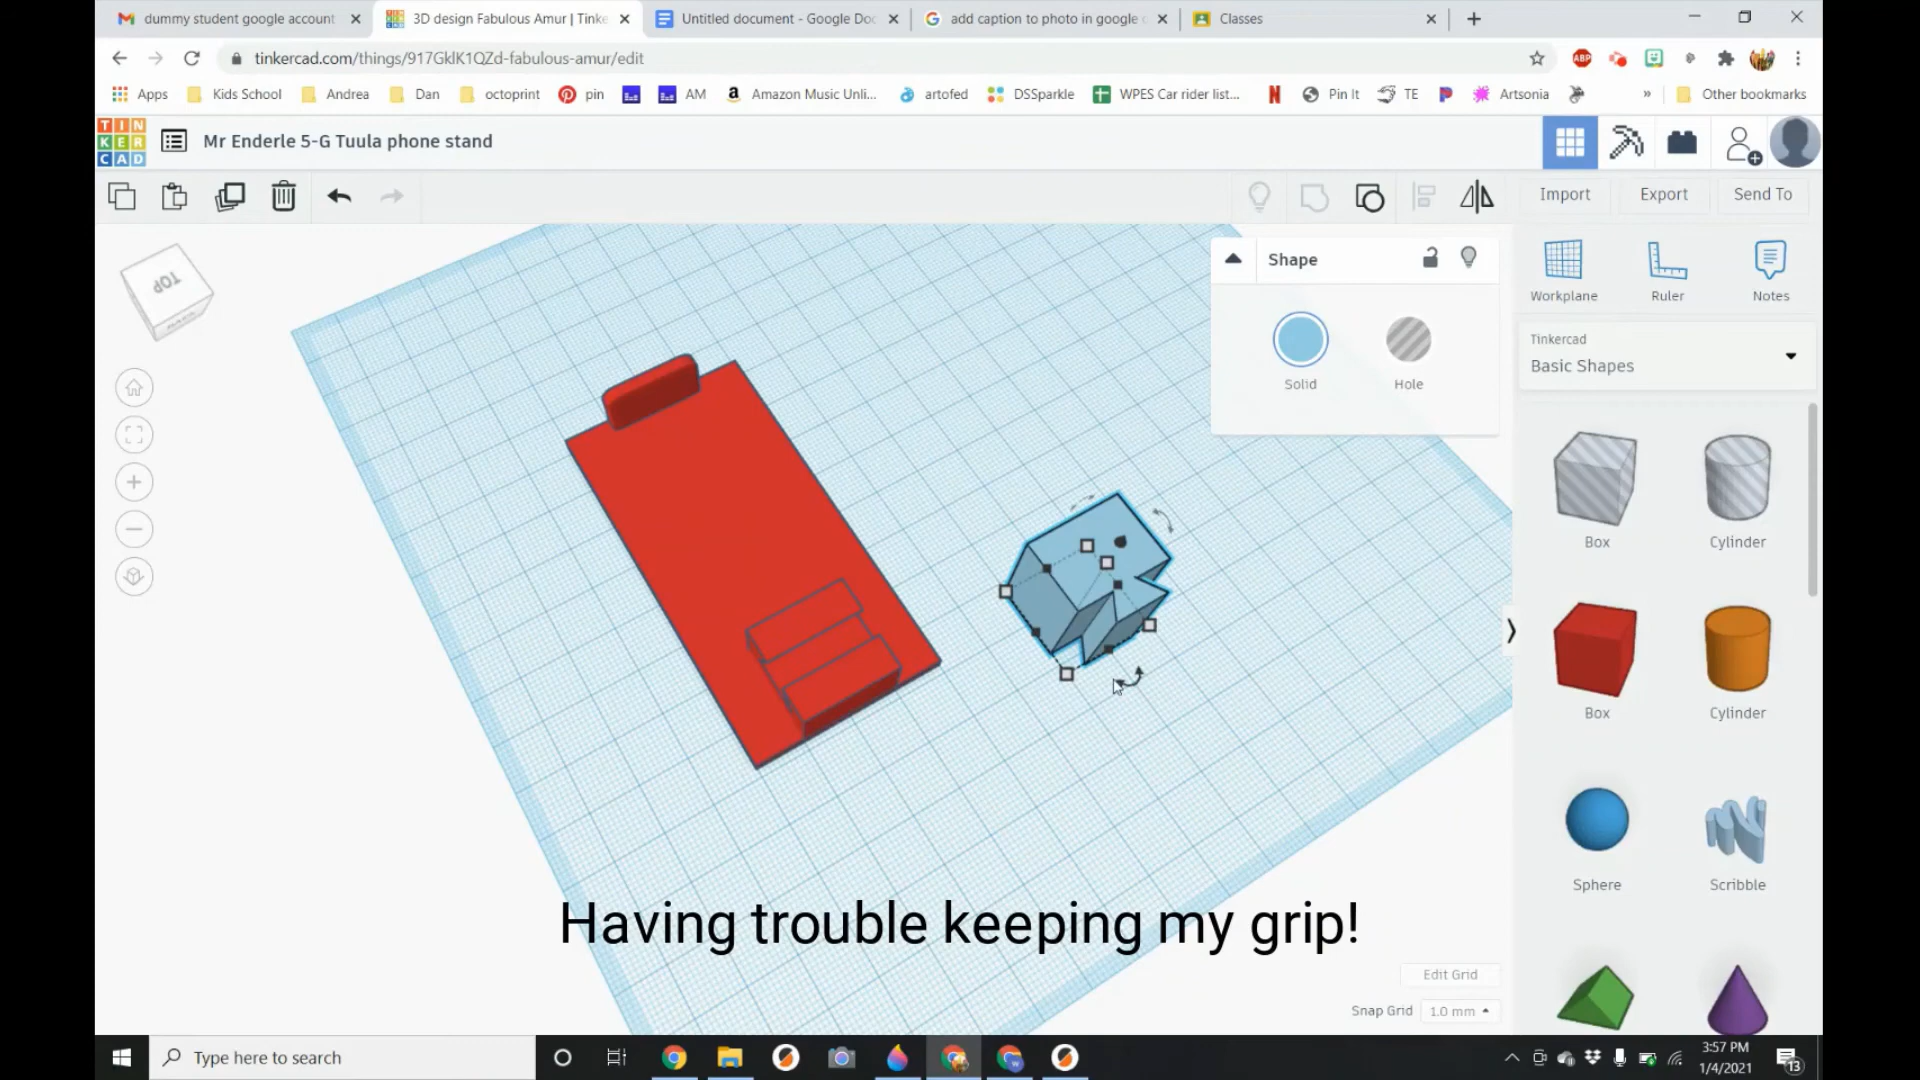 dummy student google account
3D design Fabulous Amur | Tinke
Untitled document - Google Doc
add caption to photo in google
Classes
tinkercad.com/things/917GklK1QZd-fabulous-amur/edit
ABP
Apps
Kids School
Andrea
Dan
octoprint
pin
AM
a
Amazon Music Unli...
artofed
DSSparkle
WPES Car rider list...
N
Pin It
TE
P
Artsonia
»
Other bookmarks
TIN
KER
CAD
Mr Enderle 5-G Tuula phone stand
Import
Export
Send To
TOP
Shape
Solid
Hole
Workplane
Ruler
Notes
Tinkercad
Basic Shapes
Box
Cylinder
Box
Cylinder
Sphere
Scribble
Having trouble keeping my grip!
Edit Grid
Snap Grid
1.0 mm
Type here to search
3:57 PM
1/4/2021
13